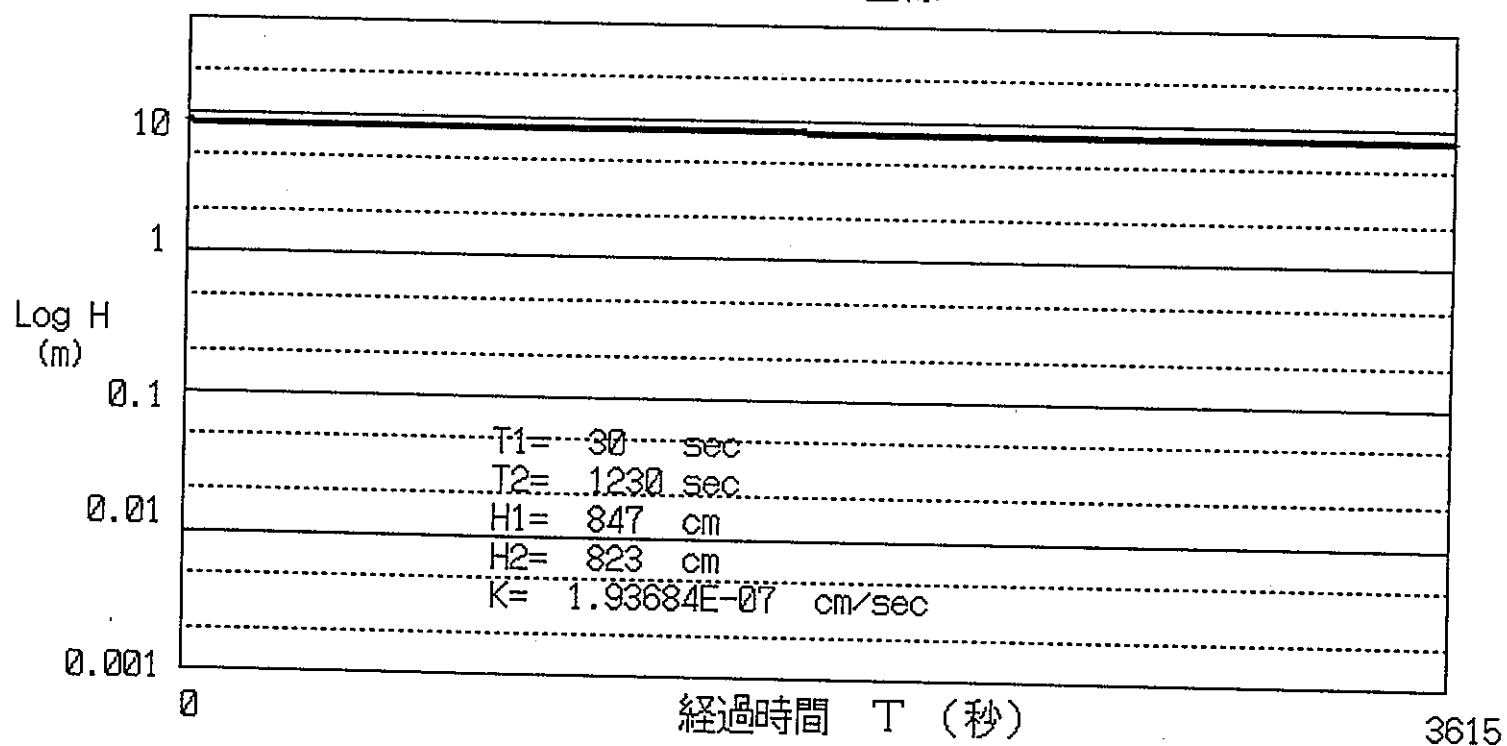 10
1
Log H
(m)
0.1
T1= 30 sec
T2= 1230 sec
0.01
H1= 847 cm
H2= 823 cm
K= 1.93684E-07 cm/sec
0.001
0
経過時間 T (秒)
3615